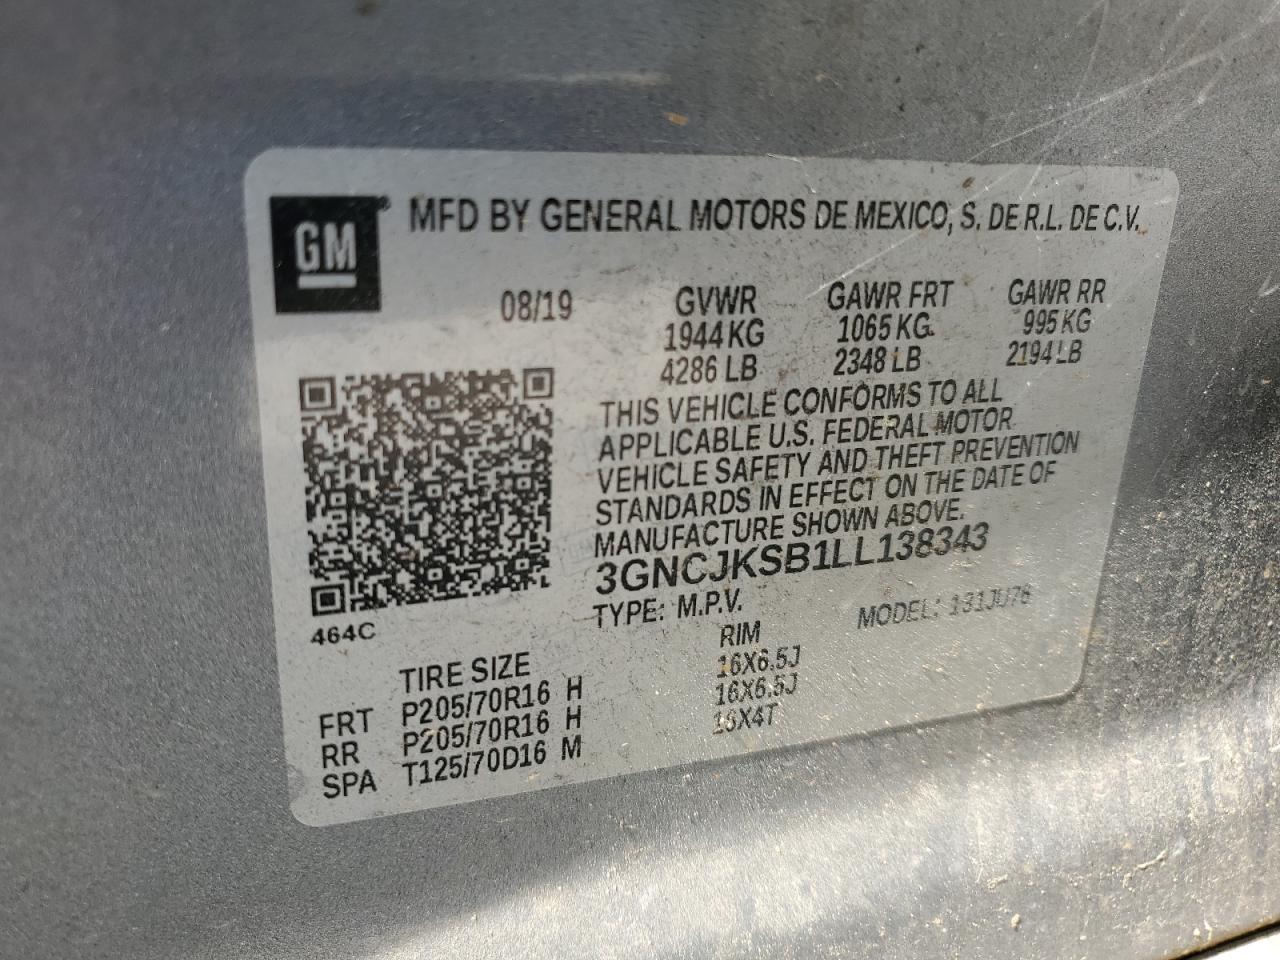 GM ® MFD BY GENERAL MOTORS DE MEXICO, S. DE R.L. DE C.V.
08/19 GVWR GAWR FRT GAWR RR
1944 KG 1065 KG. 995 KG
4286 LB 2348 LB 2194 LB
THIS VEHICLE CONFORMS TO ALL
APPLICABLE U.S. FEDERAL MOTOR
VEHICLE SAFETY AND THEFT PREVENTION
STANDARDS IN EFFECT ON THE DATE OF
MANUFACTURE SHOWN ABOVE.
3GNCJKSB1LL138343
TYPE: M.P.V. MODEL: 131JU76
464C
TIRE SIZE RIM
FRT P205/70R16 H 16X6.5J
RR P205/70R16 H 16X6.5J
SPA T125/70D16 M 16X4T